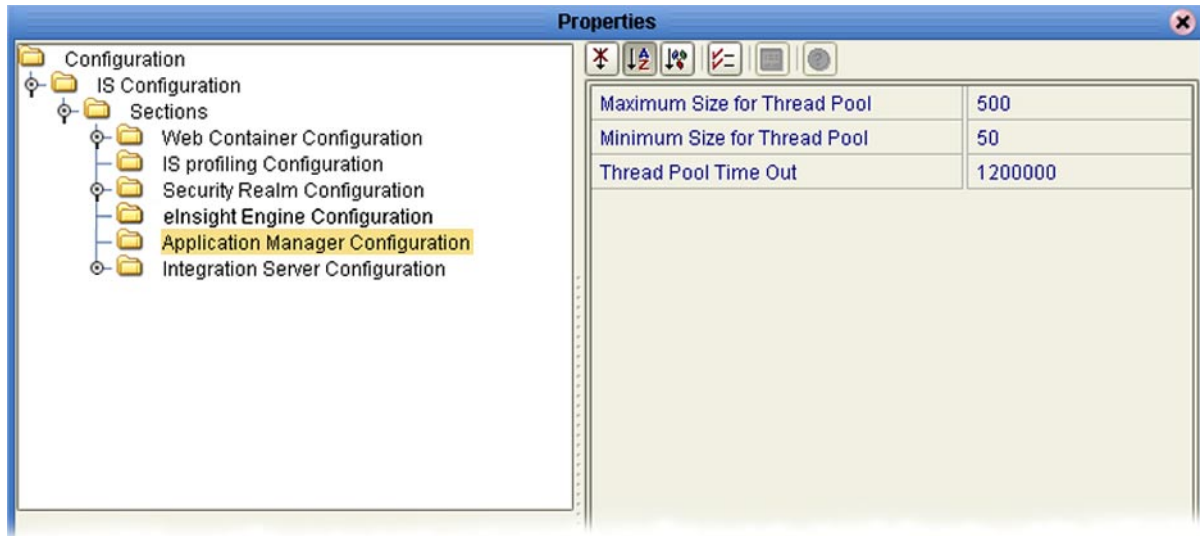 Properties
Configuration
IS Configuration
Sections
Web Container Configuration
IS profiling Configuration
Security Realm Configuration
eInsight Engine Configuration
Application Manager Configuration
Integration Server Configuration
Maximum Size for Thread Pool 500
Minimum Size for Thread Pool 50
Thread Pool Time Out 1200000